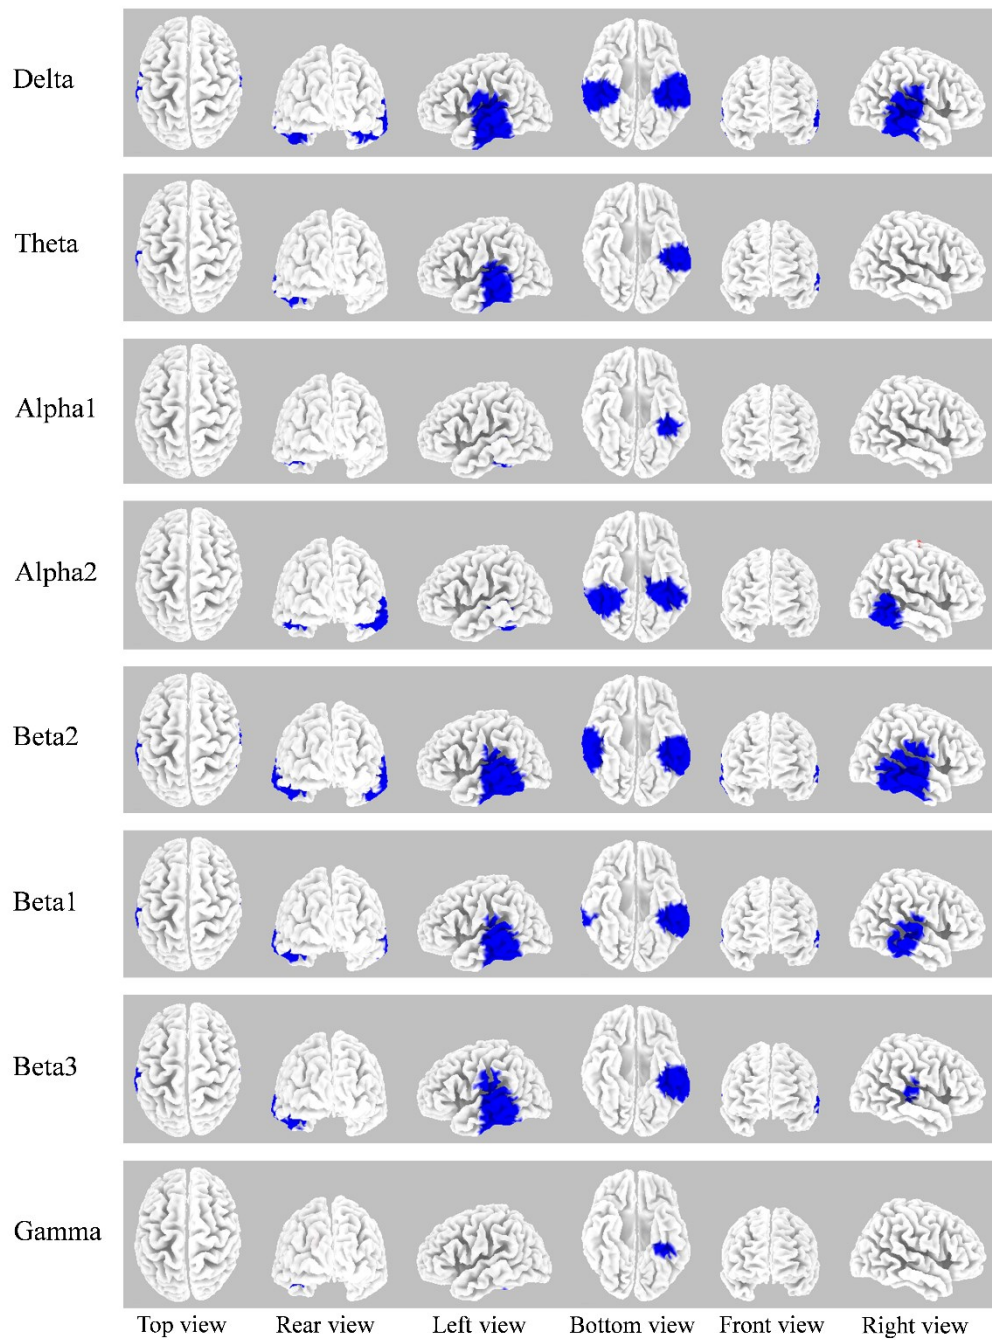 Delta
Theta
Alpha1
Alpha2
Beta2
Beta1
Beta3
Gamma
Top view Rear view Left view Bottom view Front view Right view